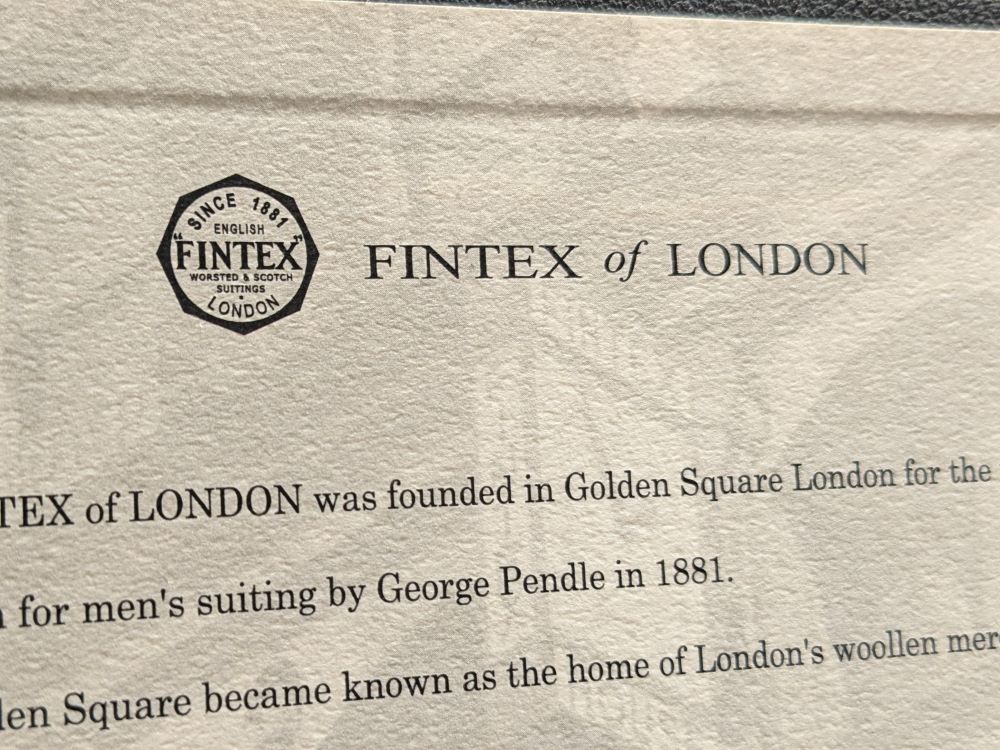 SINCE 1881
ENGLISH
"FINTEX"
WORSTED & SCOTCH
SUITINGS
LONDON
FINTEX of LONDON
TEX of LONDON was founded in Golden Square London for the
for men's suiting by George Pendle in 1881.
len Square became known as the home of London's woollen mer